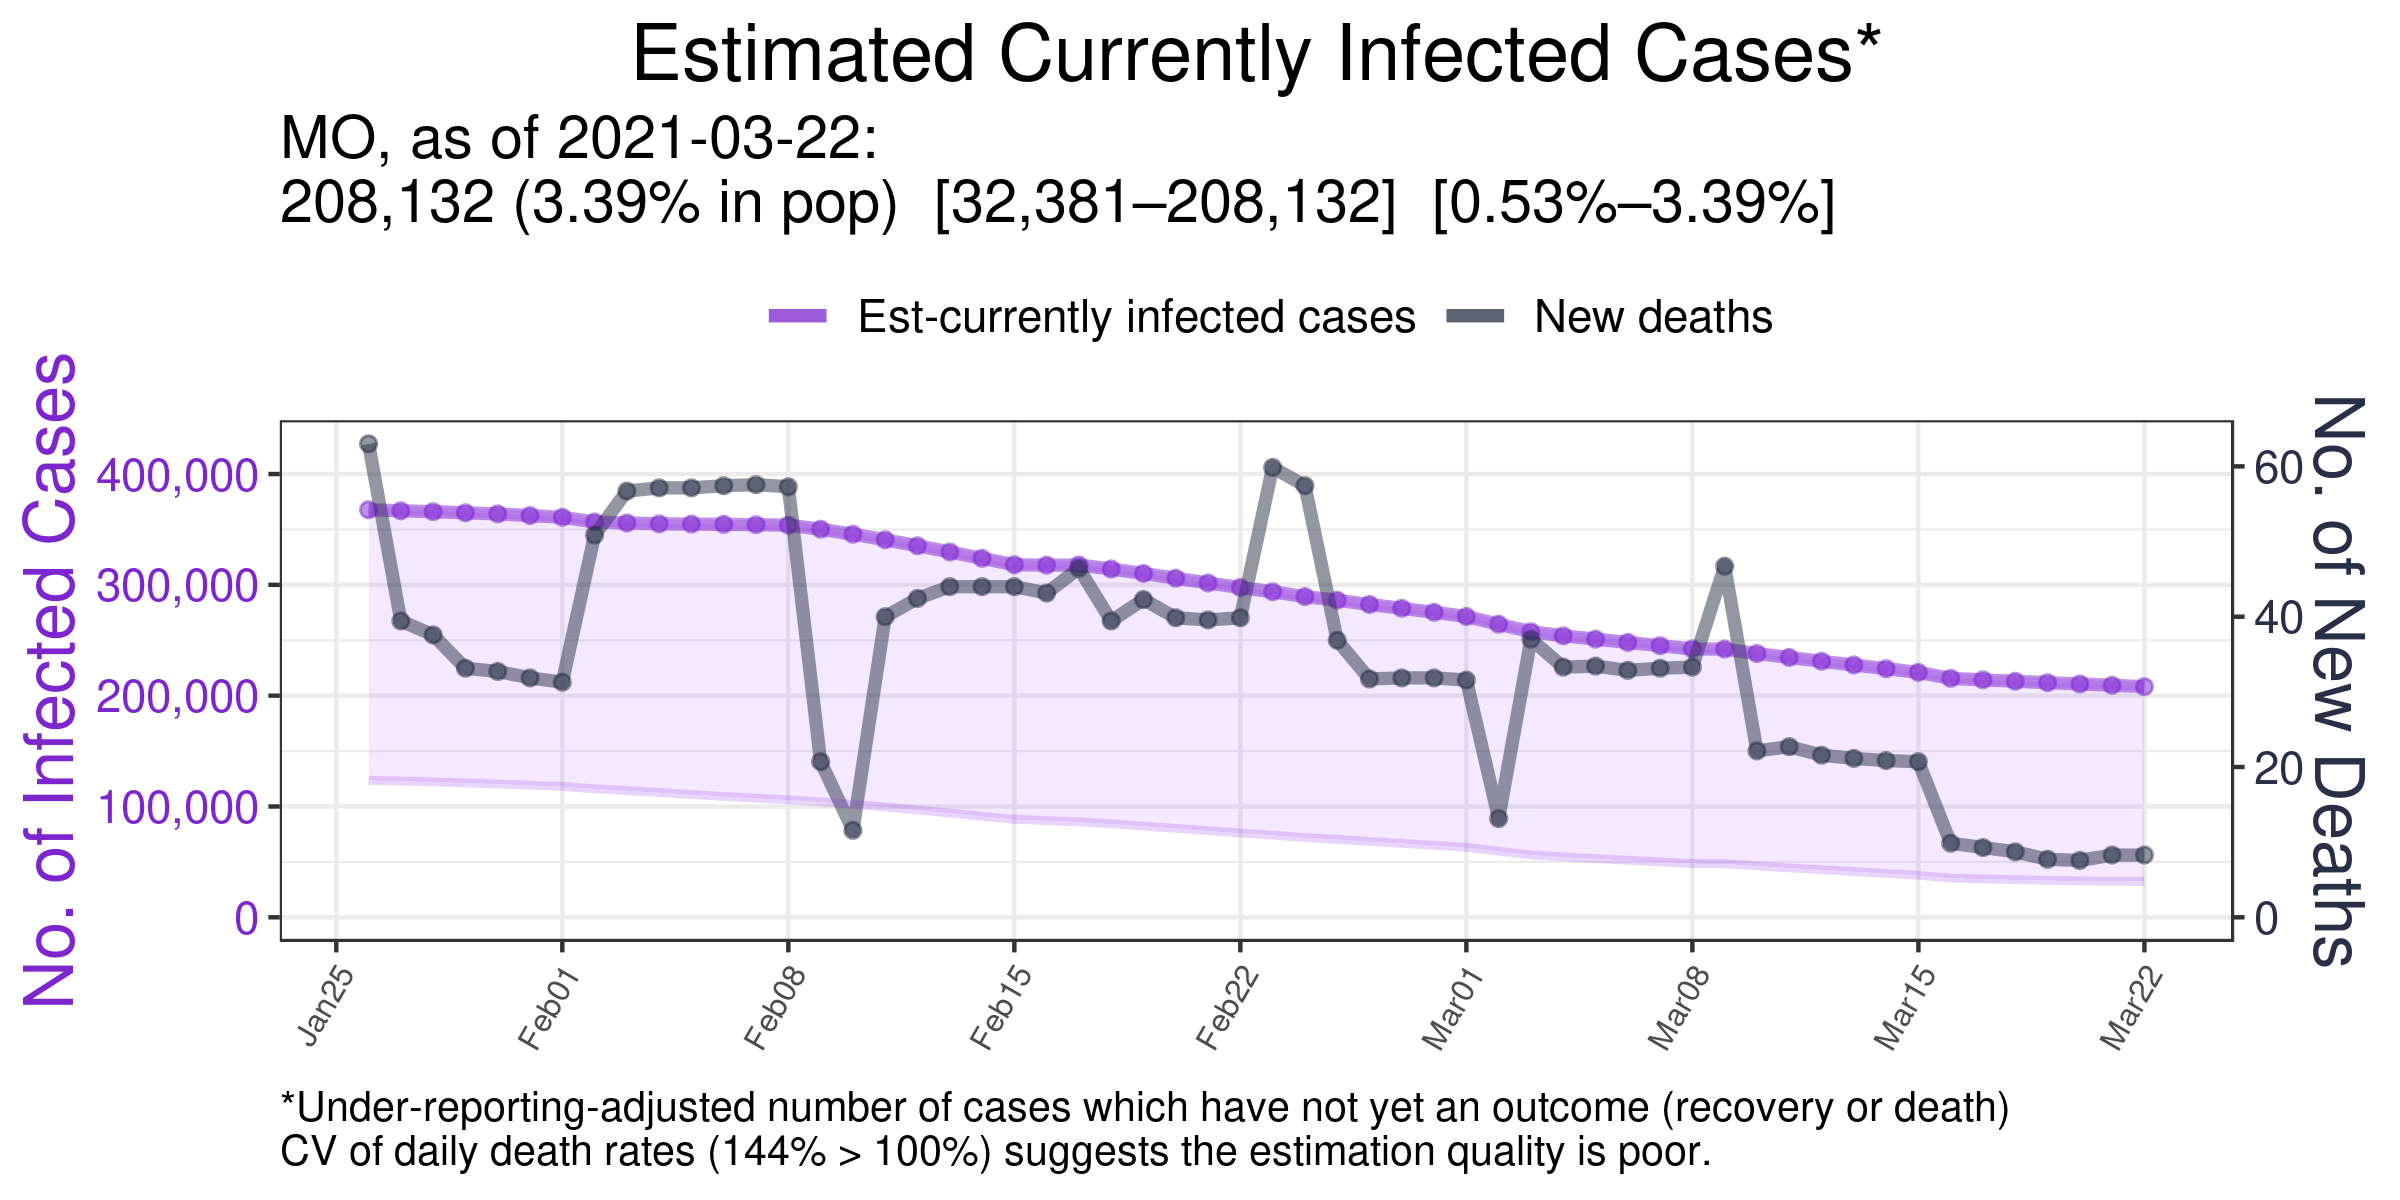 Estimated Currently Infected Cases*
MO, as of 2021-03-22:
208,132 (3.39% in pop)  [32,381–208,132]  [0.53%–3.39%]
Est-currently infected cases
New deaths
No. of Infected Cases
400,000
300,000
200,000
100,000
0
60
40
20
0
No. of New Deaths
Jan25
Feb01
Feb08
Feb15
Feb22
Mar01
Mar08
Mar15
Mar22
*Under-reporting-adjusted number of cases which have not yet an outcome (recovery or death)
CV of daily death rates (144% > 100%) suggests the estimation quality is poor.